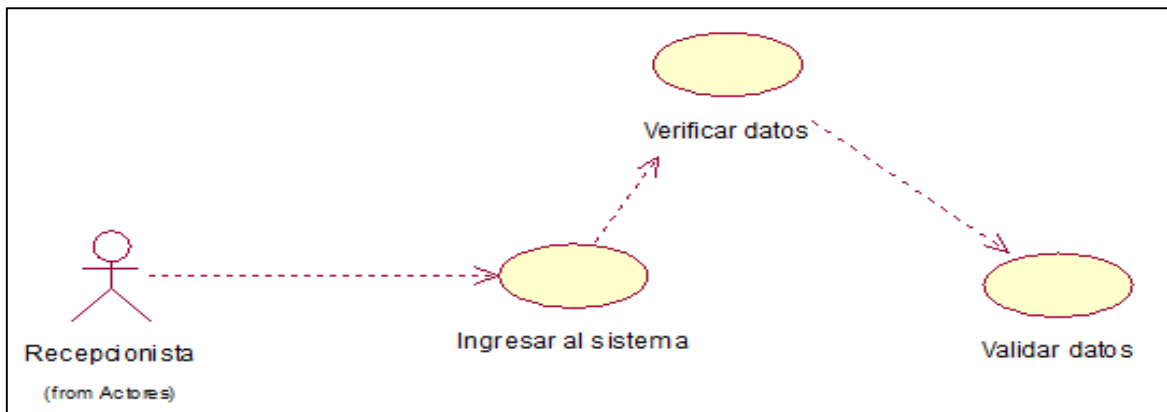 Verificar datos
Ingresar al sistema
Recepcionista
(from Actores)
Validar datos